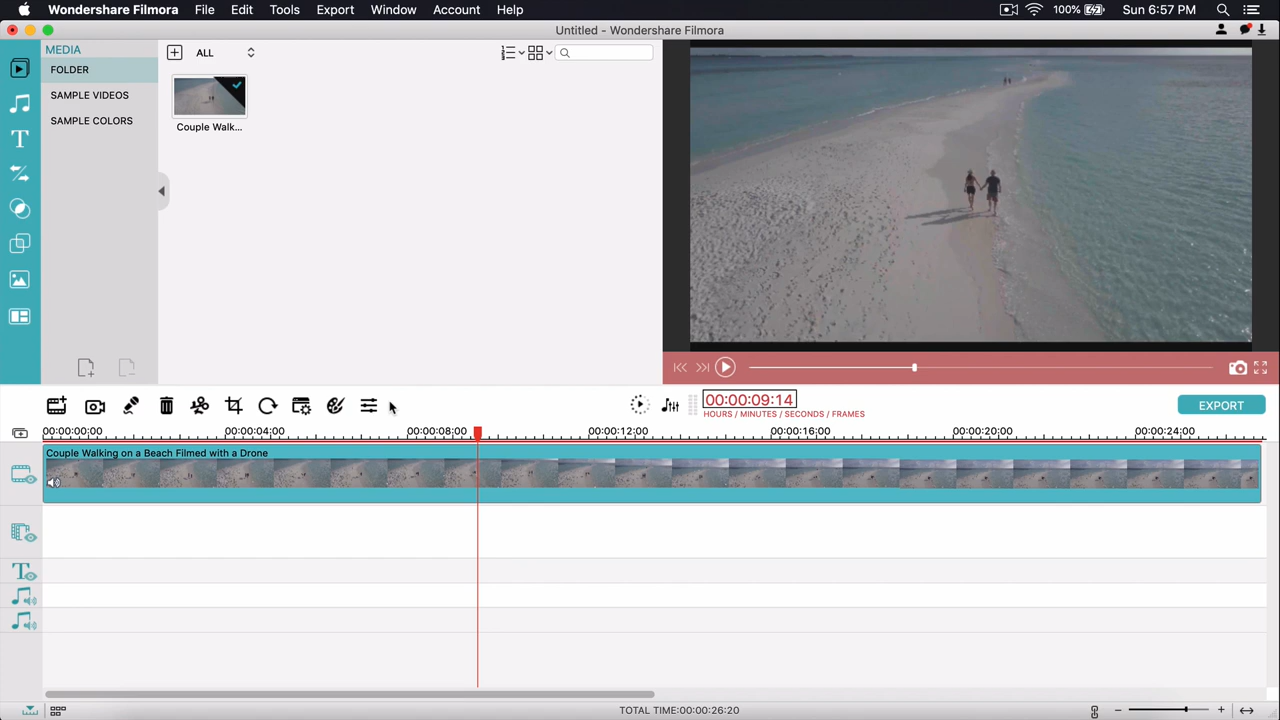 Wondershare Filmora File Edit Tools Export Window Account Help 100% Sun 6:57 PM
Untitled - Wondershare Filmora
MEDIA
FOLDER
SAMPLE VIDEOS
SAMPLE COLORS
ALL
Couple Walk...
00:00:09:14
HOURS / MINUTES / SECONDS / FRAMES
EXPORT
00:00:00:00 00:00:04:00 00:00:08:00 00:00:12:00 00:00:16:00 00:00:20:00 00:00:24:00
Couple Walking on a Beach Filmed with a Drone
TOTAL TIME:00:00:26:20